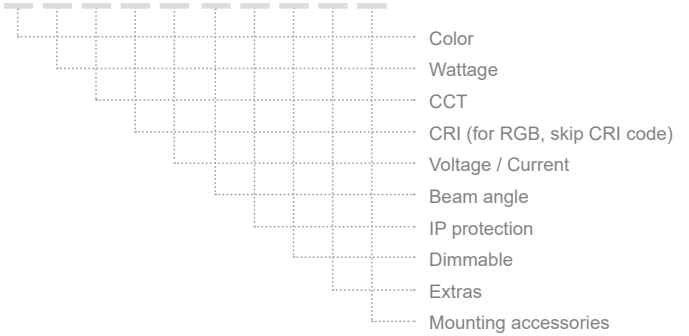 Color
Wattage
CCT
CRI (for RGB, skip CRI code)
Voltage / Current
Beam angle
IP protection
Dimmable
Extras
Mounting accessories